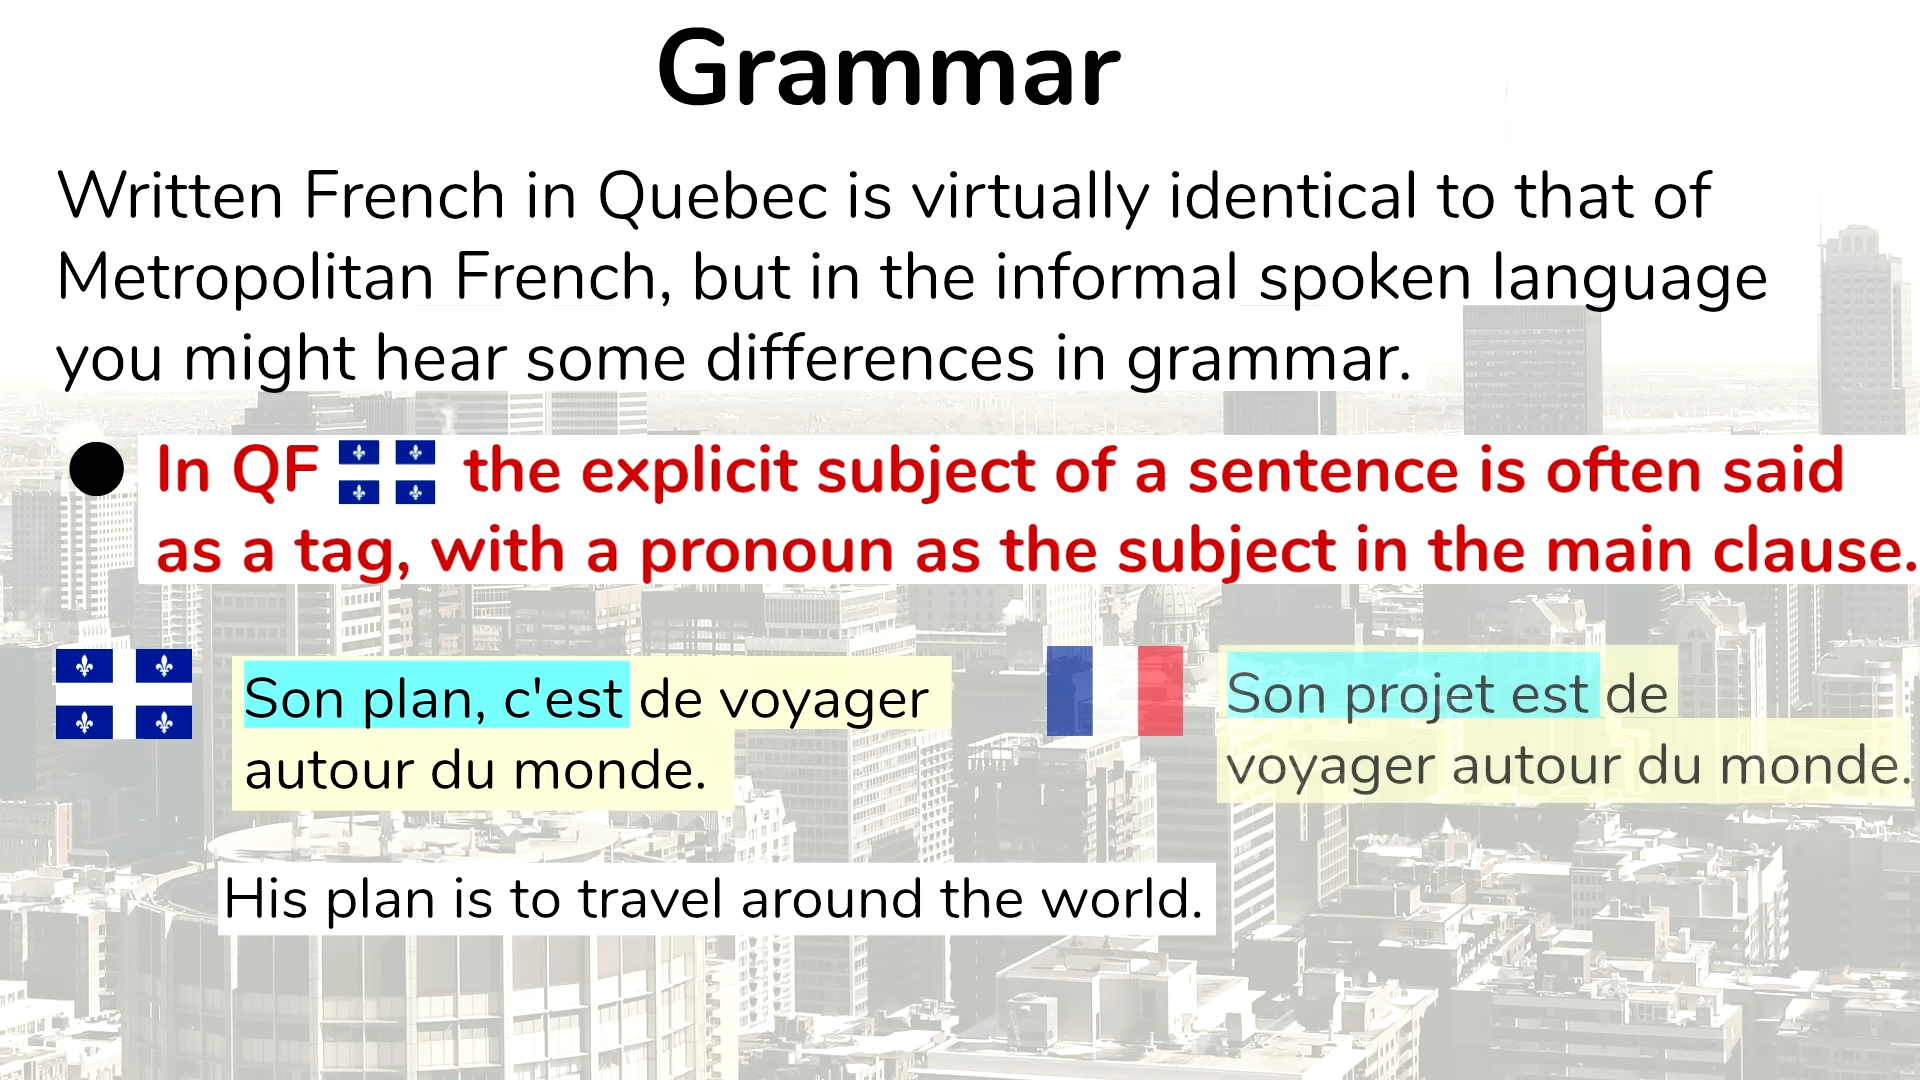 Grammar
Written French in Quebec is virtually identical to that of
Metropolitan French, but in the informal spoken language
you might hear some differences in grammar.
In QF the explicit subject of a sentence is often said
as a tag, with a pronoun as the subject in the main clause.
Son plan, c'est de voyager
autour du monde.
Son projet est de
voyager autour du monde.
His plan is to travel around the world.